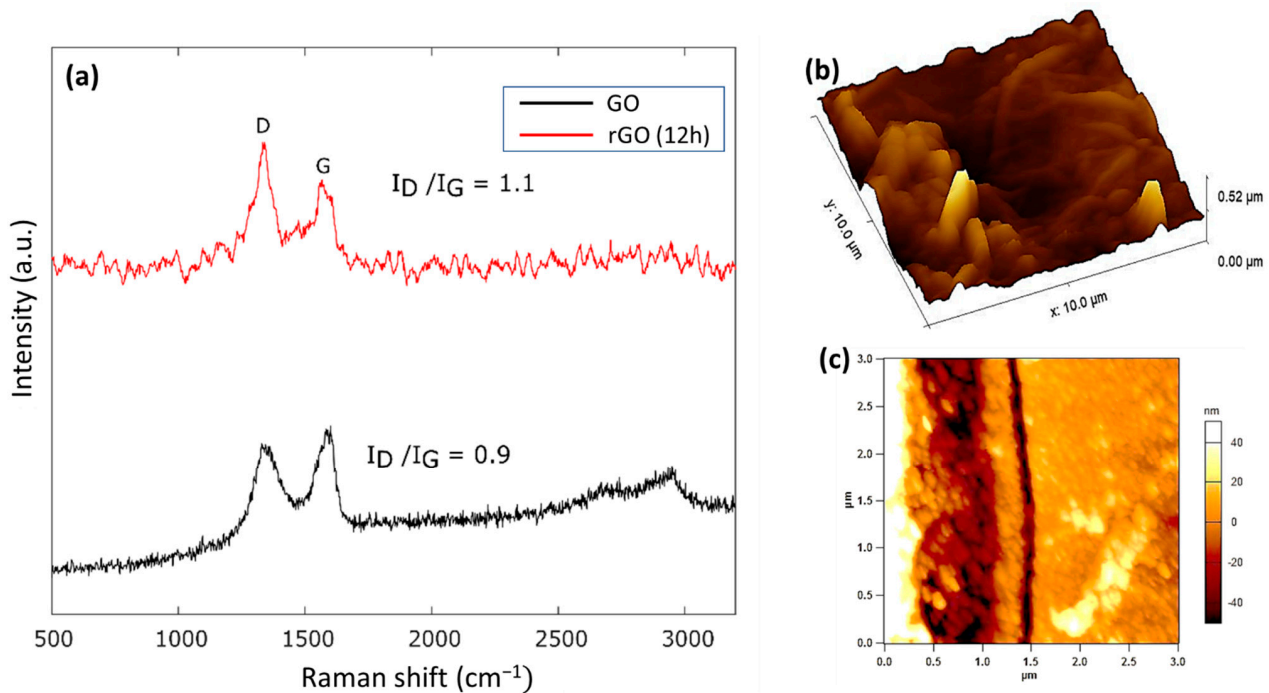 (a)
GO
rGO (12h)
D
G
I_D /I_G = 1.1
I_D /I_G = 0.9
Intensity (a.u.)
500 1000 1500 2000 2500 3000
Raman shift (cm⁻¹)
(b)
y: 10.0 µm
x: 10.0 µm
0.52 µm
0.00 µm
(c)
3.0
2.5
2.0
1.5
1.0
0.5
0.0
µm
0.0 0.5 1.0 1.5 2.0 2.5 3.0
µm
nm
40
20
0
-20
-40